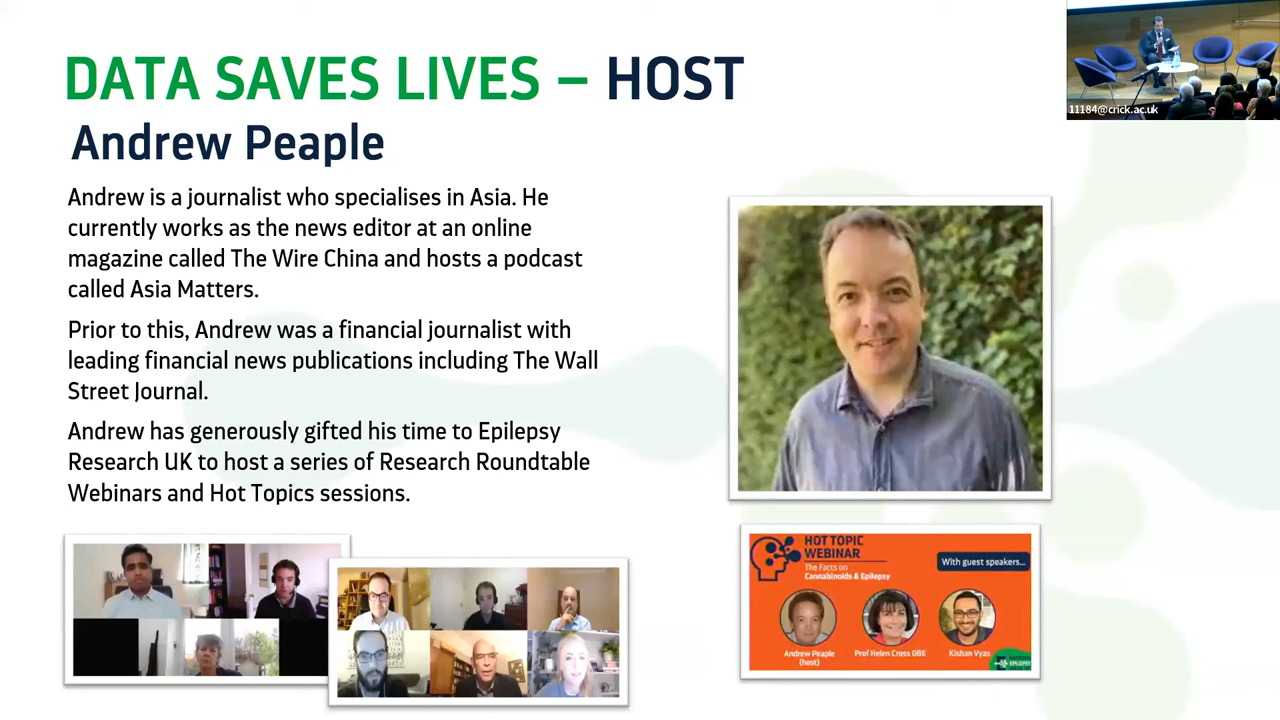 DATA SAVES LIVES – HOST
Andrew Peaple
Andrew is a journalist who specialises in Asia. He
currently works as the news editor at an online
magazine called The Wire China and hosts a podcast
called Asia Matters.
Prior to this, Andrew was a financial journalist with
leading financial news publications including The Wall
Street Journal.
Andrew has generously gifted his time to Epilepsy
Research UK to host a series of Research Roundtable
Webinars and Hot Topics sessions.
11184@crick.ac.uk
HOT TOPIC
WEBINAR
The Facts on
Cannabinoids & Epilepsy
With guest speakers...
Andrew Peaple
(host)
Prof Helen Cross OBE
Kishan Vyas
EPILEPSY